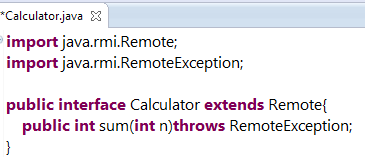 *Calculator.java
import java.rmi.Remote;
import java.rmi.RemoteException;
public interface Calculator extends Remote{
public int sum(int n)throws RemoteException;
}